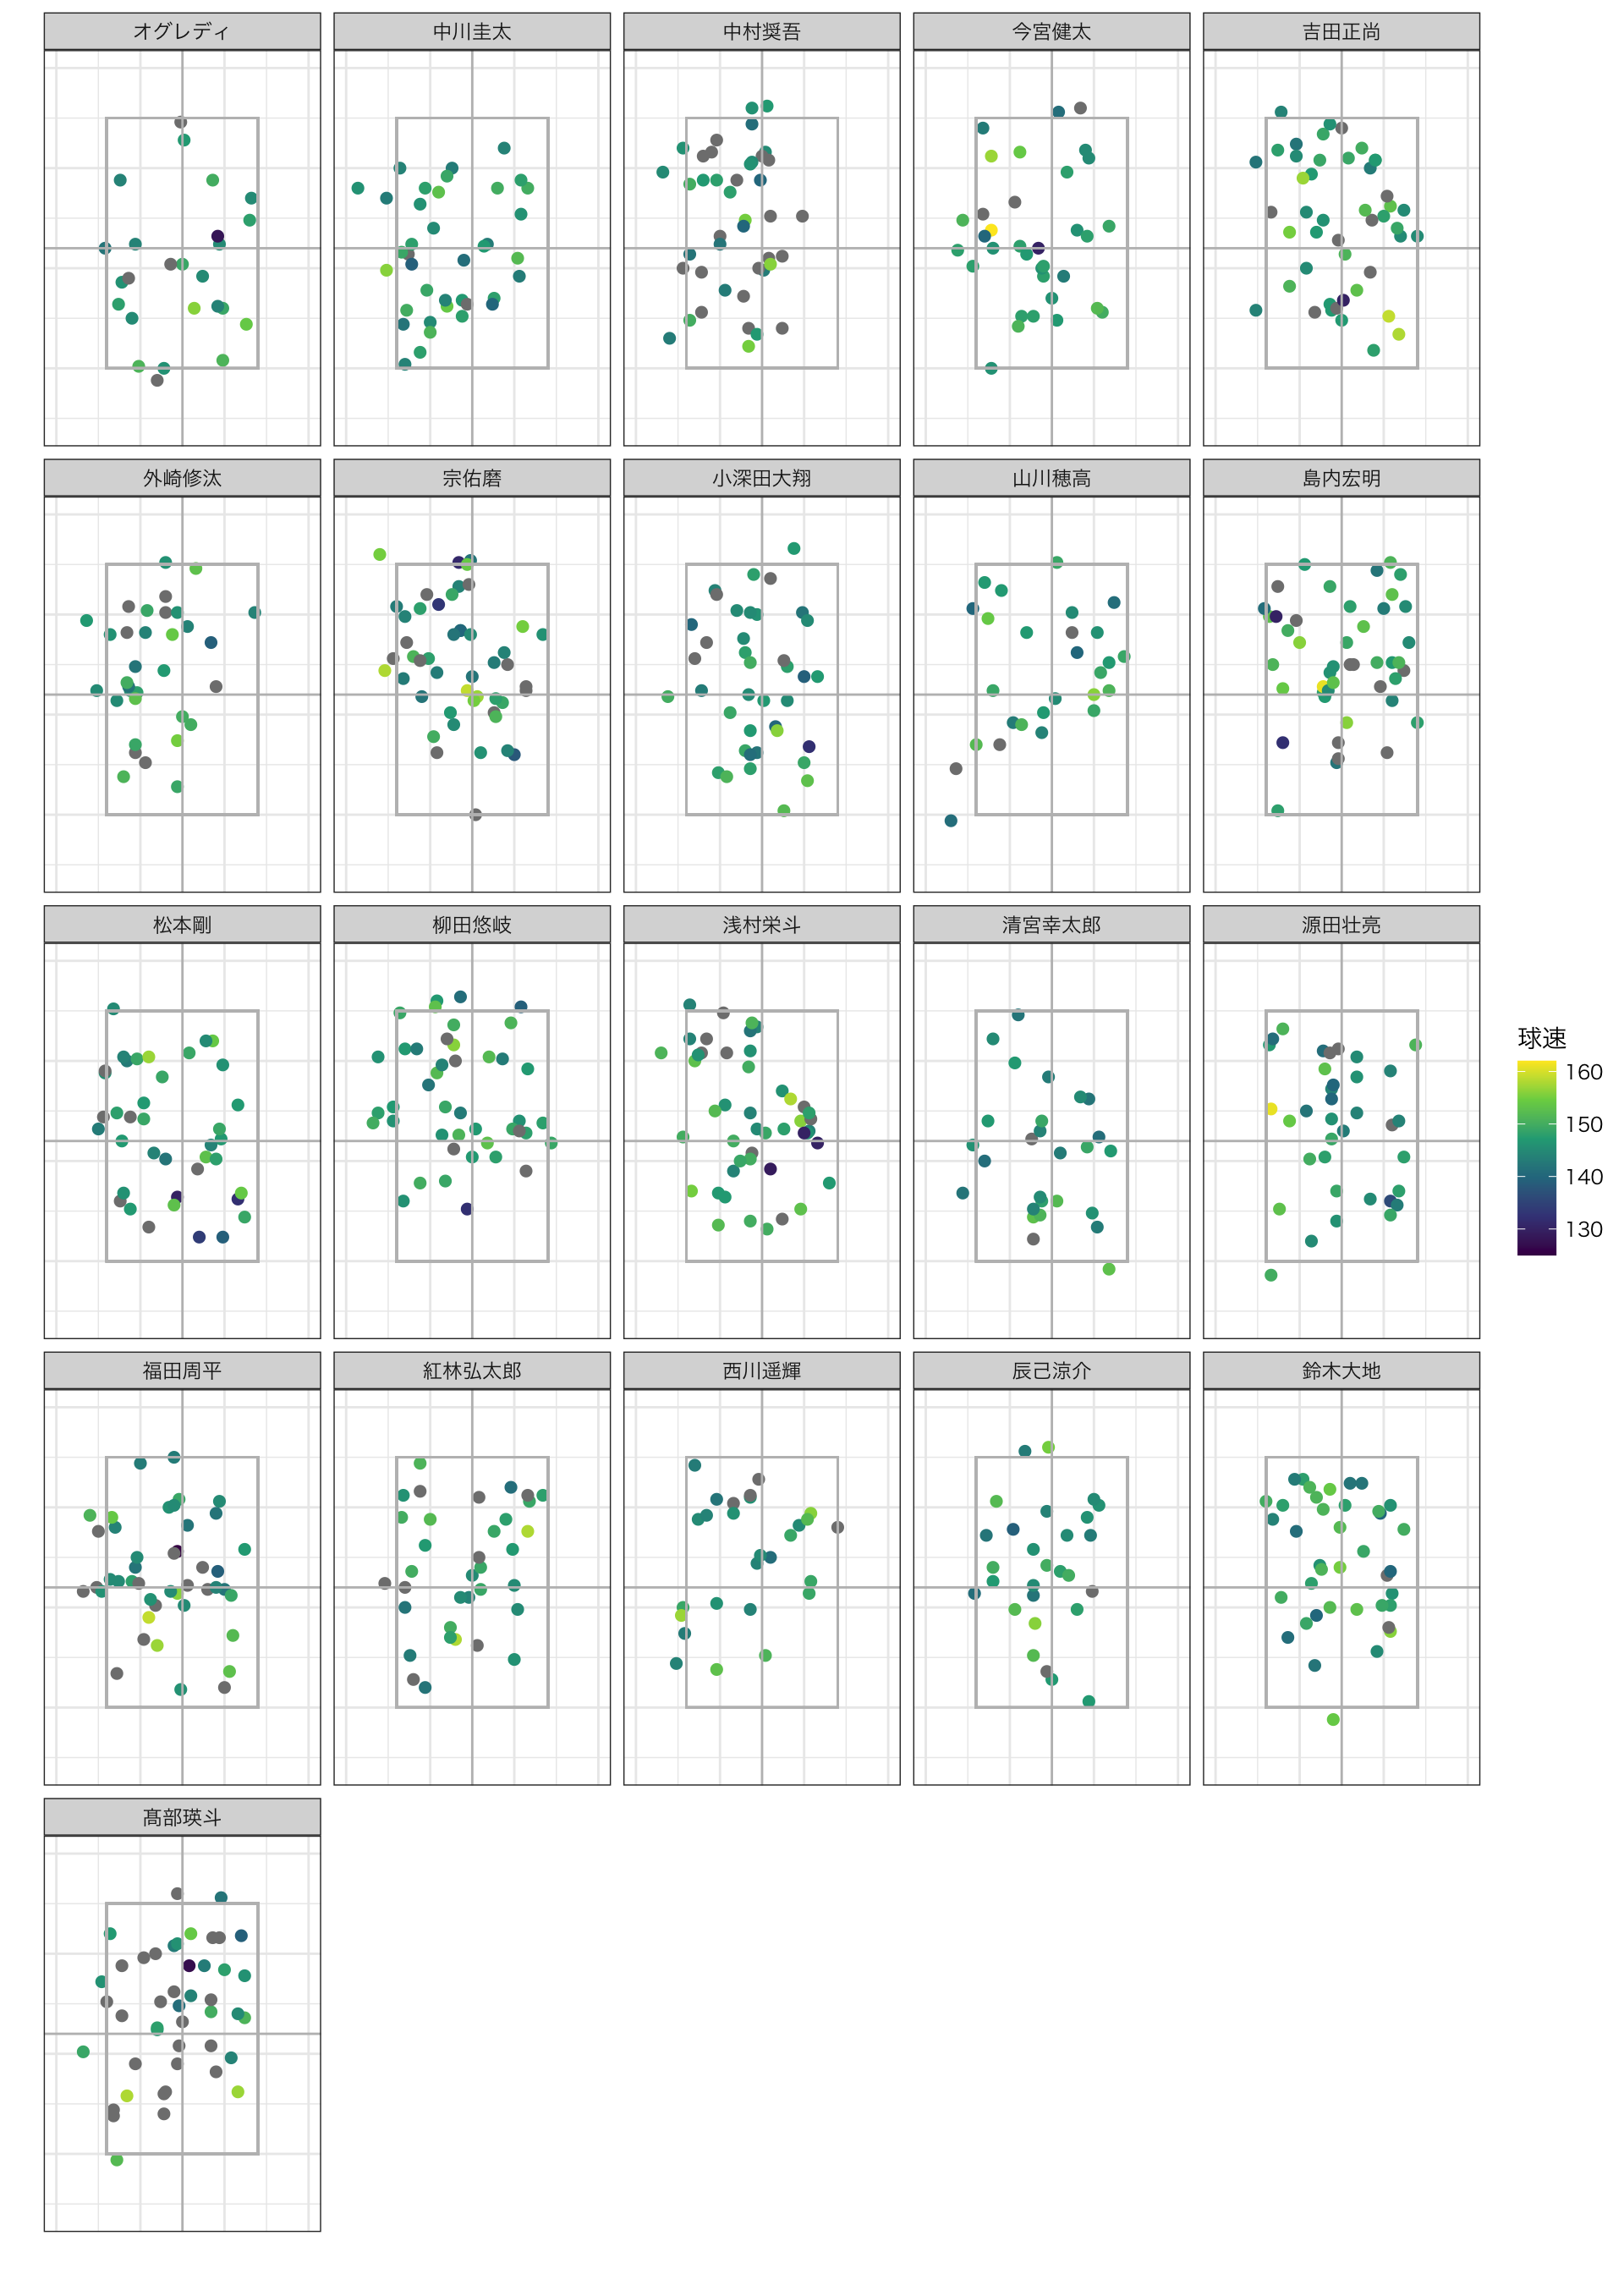 オグレディ
中川圭太
中村奨吾
今宮健太
吉田正尚
外崎修汰
宗佑磨
小深田大翔
山川穂高
島内宏明
松本剛
柳田悠岐
浅村栄斗
清宮幸太郎
源田壮亮
球速
160
150
140
130
福田周平
紅林弘太郎
西川遥輝
辰己涼介
鈴木大地
髙部瑛斗